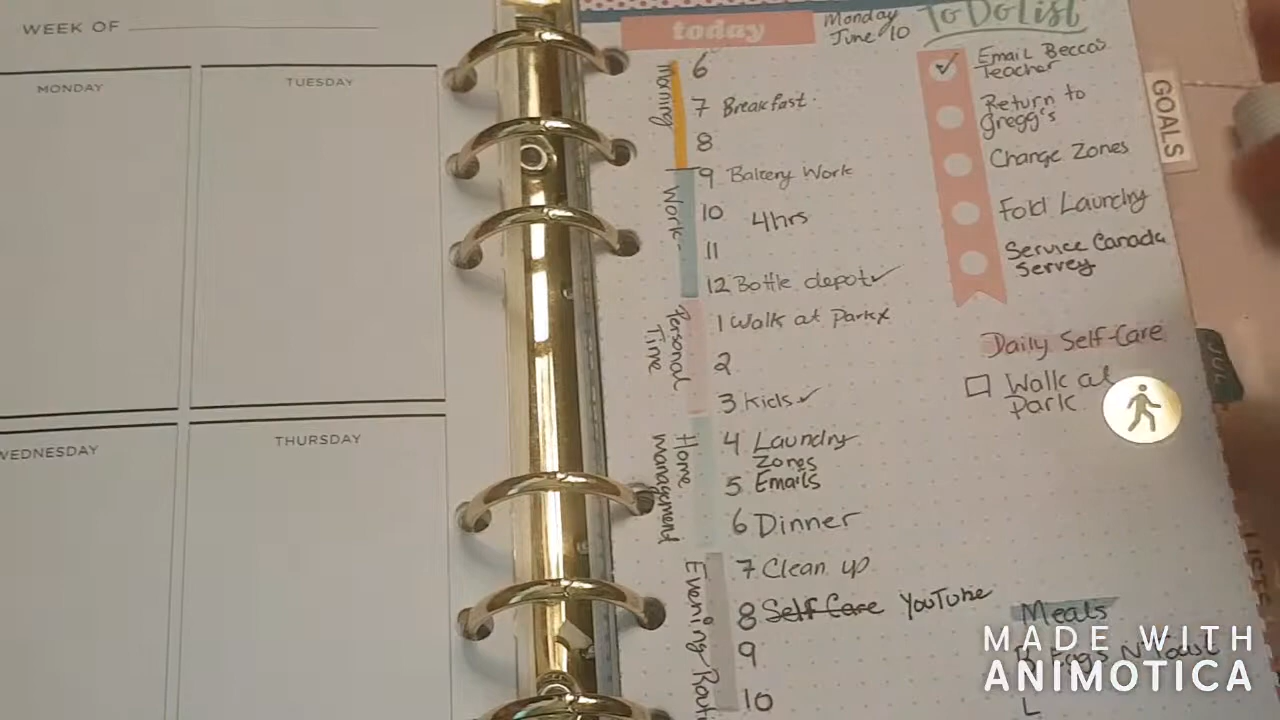 WEEK OF
MONDAY
TUESDAY
WEDNESDAY
THURSDAY
today
Monday
June 10
Morning
6
7 Breakfast
8
Work
9 Bakery Work
10 4hrs
11
12 Bottle depot ✓
Personal
Time
1 Walk at Park x
2
3 Kids ✓
Home
Management
4 Laundry
Zones
5 Emails
6 Dinner
Evening Routi
7 Clean up
8 Self Care YouTube
9
10
To Do List
✓ Email Becca's
Teacher
Return to
Gregg's
Change Zones
Fold Laundry
Service Canada
Servey
Daily Self-Care
Walk at
park
Meals
B Eggs N Toast
L
GOALS
JUL
MADE WITH
ANIMOTICA